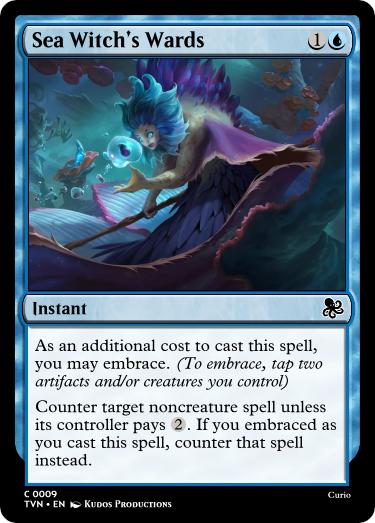 Sea Witch's Wards 1
Instant
As an additional cost to cast this spell,
you may embrace. (To embrace, tap two
artifacts and/or creatures you control)
Counter target noncreature spell unless
its controller pays 2. If you embraced as
you cast this spell, counter that spell
instead.
C 0009
TVN • EN Kudos Productions
Curio